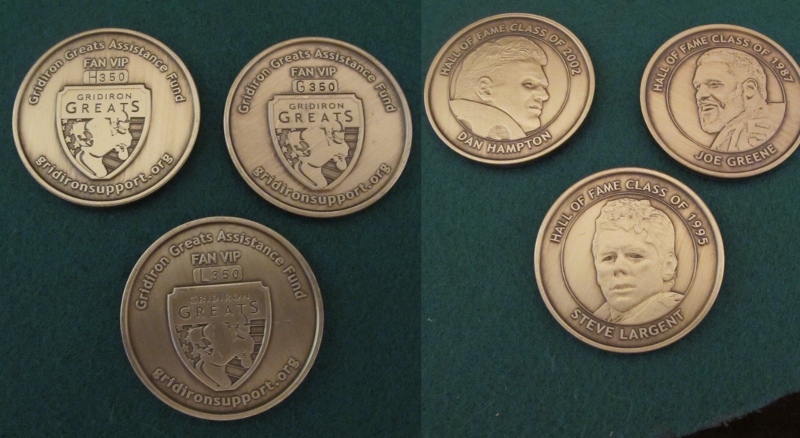 Gridiron Greats Assistance Fund
FAN VIP
H350
GRIDIRON
GREATS
gridironsupport.org
Gridiron Greats Assistance Fund
FAN VIP
G350
GRIDIRON
GREATS
gridironsupport.org
Gridiron Greats Assistance Fund
FAN VIP
L350
GRIDIRON
GREATS
gridironsupport.org
HALL OF FAME CLASS OF 2002
DAN HAMPTON
HALL OF FAME CLASS OF 1987
JOE GREENE
HALL OF FAME CLASS OF 1995
STEVE LARGENT